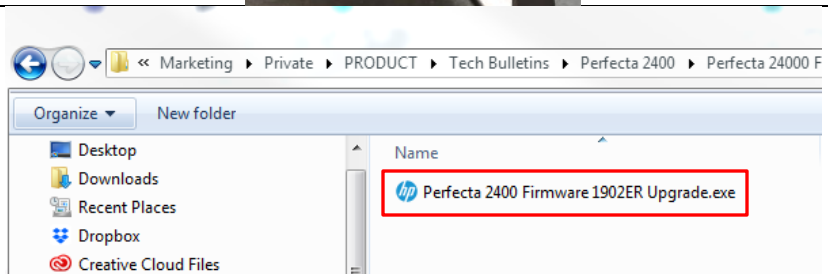 « Marketing ▸ Private ▸ PRODUCT ▸ Tech Bulletins ▸ Perfecta 2400 ▸ Perfecta 24000 F
Organize ▾ New folder
Desktop
Downloads
Recent Places
Dropbox
Creative Cloud Files
Name
hp Perfecta 2400 Firmware 1902ER Upgrade.exe